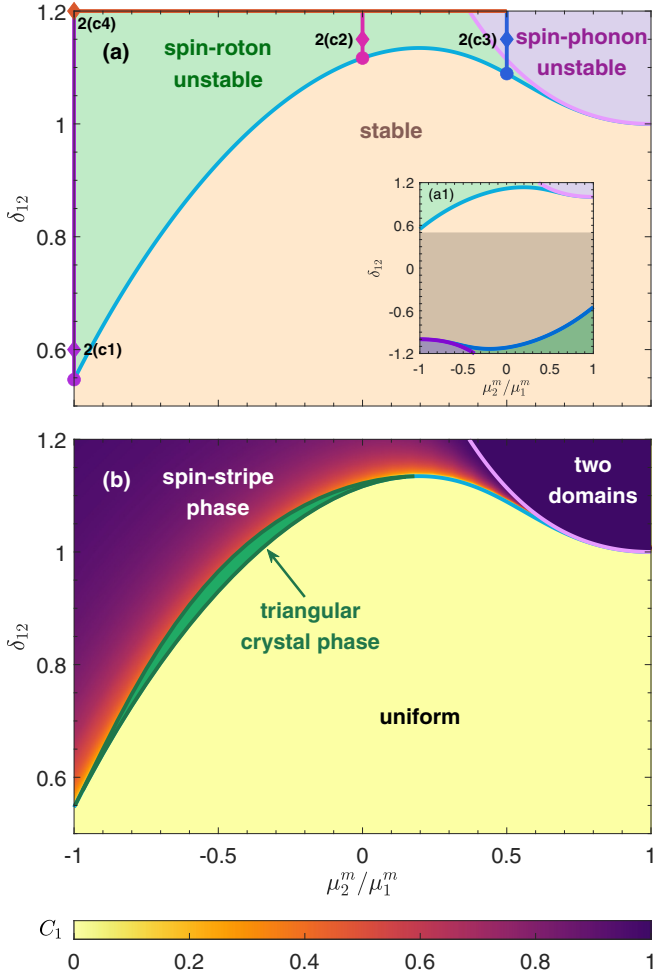 1.2
2(c4)
(a)
spin-roton
unstable
2(c2)
2(c3)
spin-phonon
unstable
1
stable
δ12
0.8
(a1)
1.2
0.6
δ12
0
-0.6
-1.2
-1
-0.5
0
0.5
1
μ2^m/μ1^m
0.6
2(c1)
1.2
(b)
spin-stripe
phase
two
domains
1
triangular
crystal phase
δ12
0.8
uniform
0.6
-1
-0.5
0
0.5
1
μ2^m/μ1^m
C1
0
0.2
0.4
0.6
0.8
1